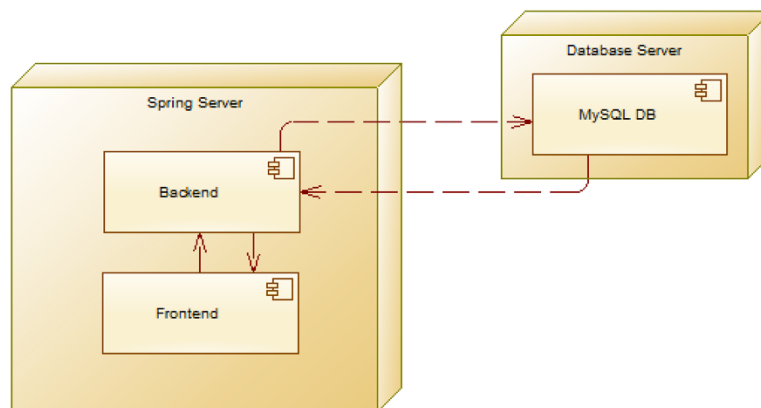 Database Server
MySQL DB
Spring Server
Backend
Frontend